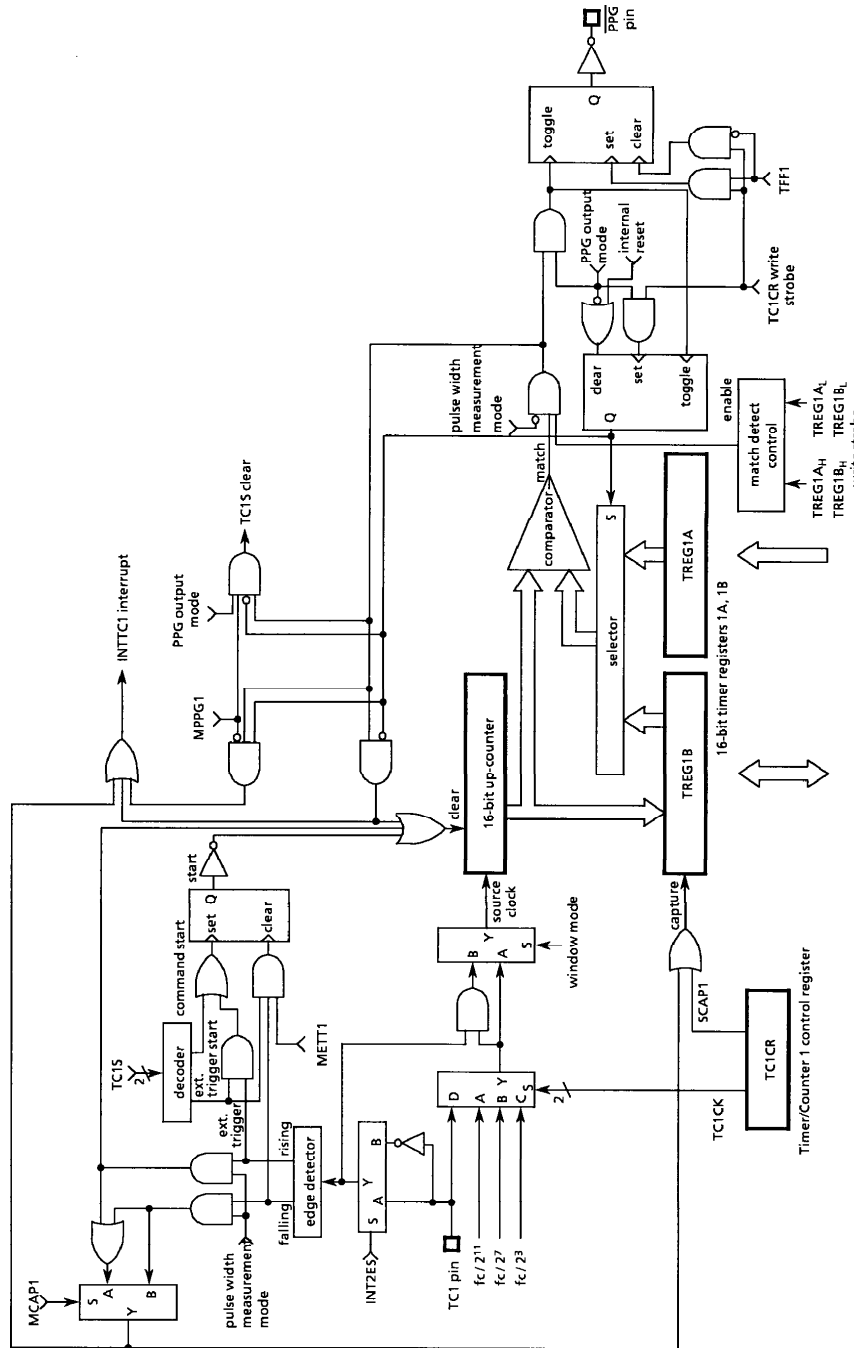 MCAP1
S
A
B
Y
pulse width
measurement
mode
TC1S
2
decoder
ext.
trigger start
command start
set
clear
Q
start
ext.
trigger
METT1
rising
falling
edge detector
INT2ES
S
A
Y
B
TC1 pin
fc/2¹¹
fc/2⁷
fc/2³
D
A
B
C
Y
S
2
B
A
Y
S
window mode
source
clock
INTTC1 interrupt
MPPG1
PPG output
mode
TC1S clear
clear
16-bit up-counter
pulse width
measurement
mode
match
comparator
enable
selector
S
Q
clear
set
toggle
PPG output
mode
internal
reset
toggle
set
clear
Q
PPG
pin
TFF1
TC1CR write
strobe
match detect
control
TREG1A_H TREG1A_L
TREG1B_H TREG1B_L
TREG1A
TREG1B
16-bit timer registers 1A, 1B
capture
SCAP1
TC1CK
TC1CR
Timer/Counter 1 control register